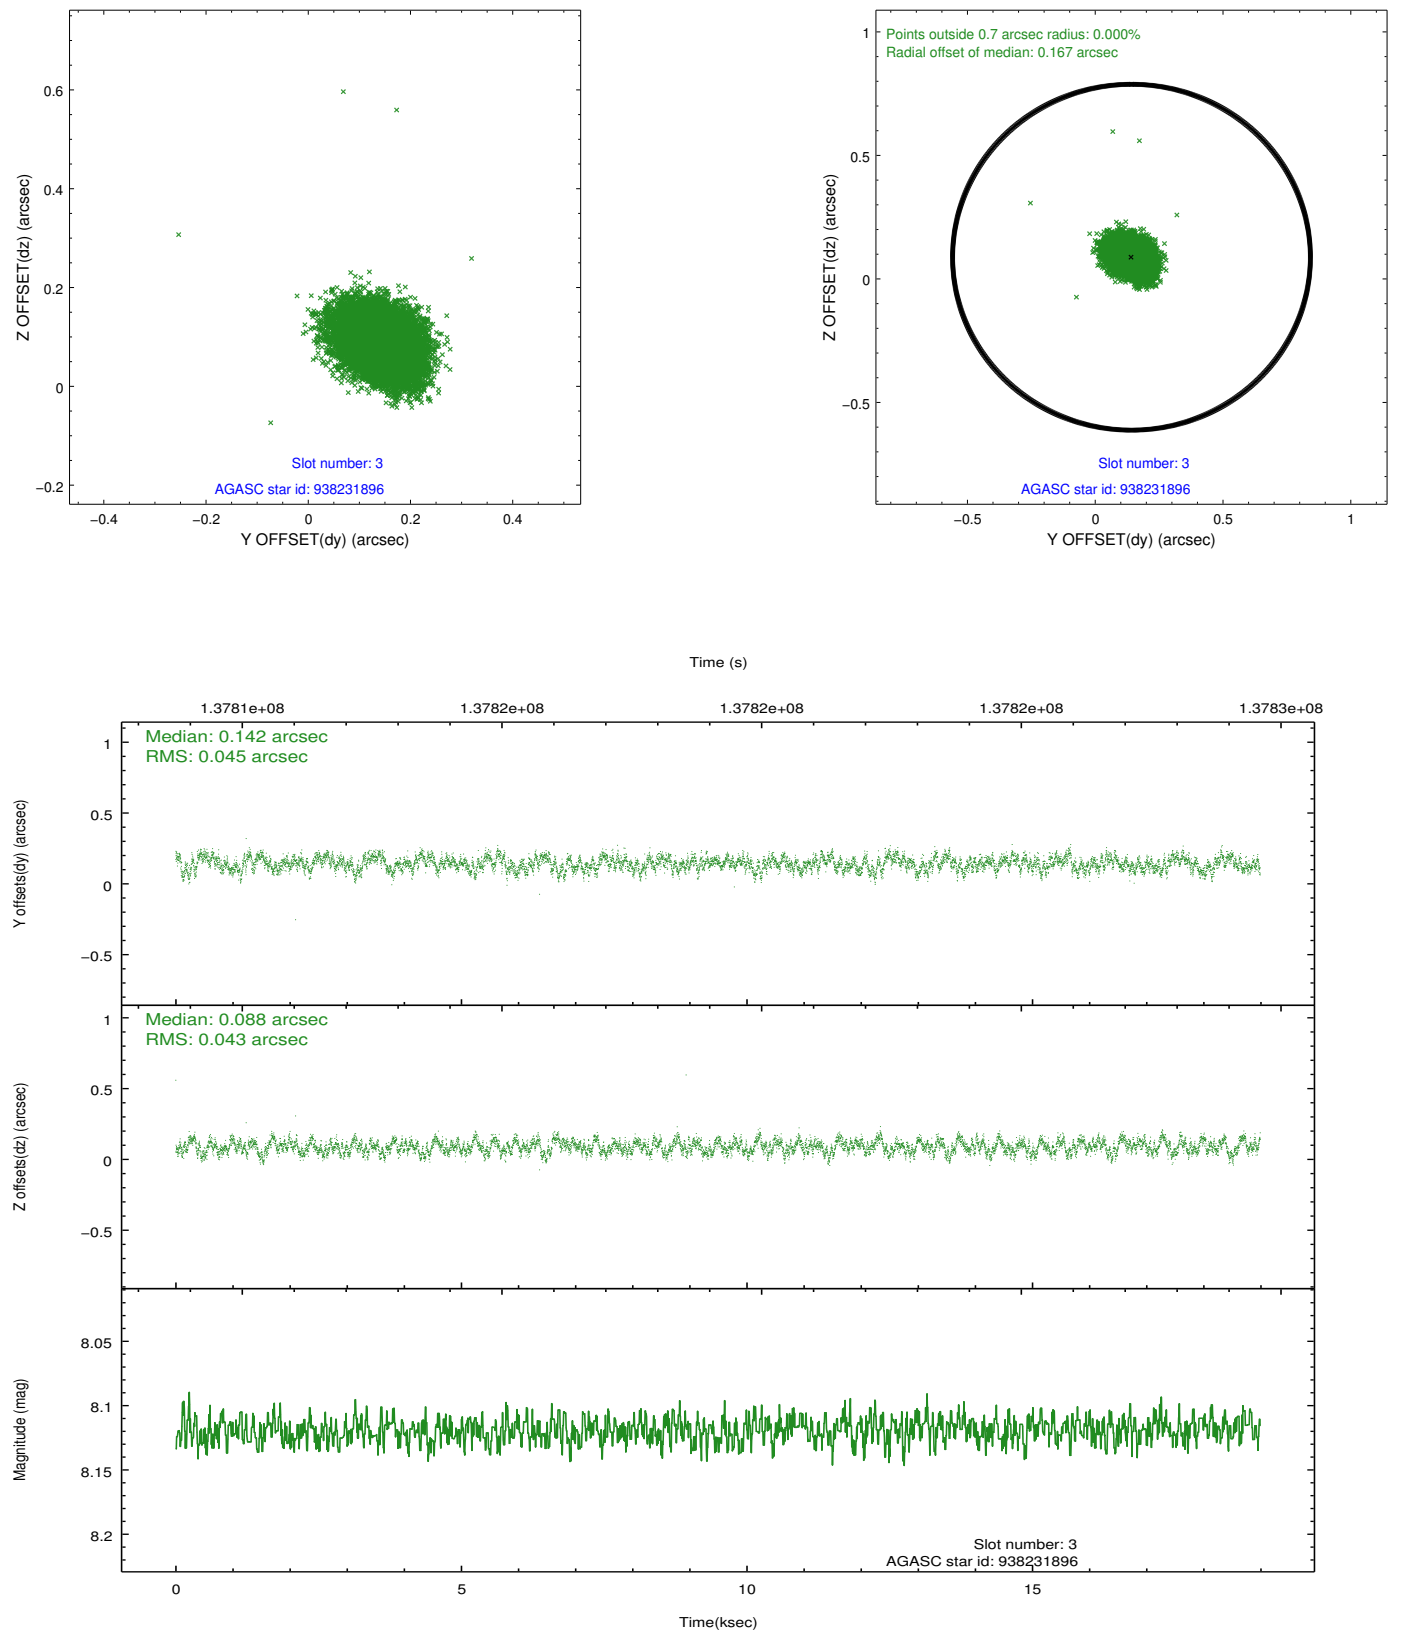 0.6
0.4
0.2
0
−0.2
−0.4
−0.2
0
0.2
0.4
Z OFFSET(dz) (arcsec)
Y OFFSET(dy) (arcsec)
Slot number: 3
AGASC star id: 938231896
Points outside 0.7 arcsec radius: 0.000%
Radial offset of median: 0.167 arcsec
1
0.5
0
−0.5
−0.5
0
0.5
1
Z OFFSET(dz) (arcsec)
Y OFFSET(dy) (arcsec)
Slot number: 3
AGASC star id: 938231896
Time (s)
1.3781e+08
1.3782e+08
1.3782e+08
1.3782e+08
1.3783e+08
Median: 0.142 arcsec
RMS: 0.045 arcsec
1
0.5
0
−0.5
Y offsets(dy) (arcsec)
Median: 0.088 arcsec
RMS: 0.043 arcsec
1
0.5
0
−0.5
Z offsets(dz) (arcsec)
8.05
8.1
8.15
8.2
Magnitude (mag)
Slot number: 3
AGASC star id: 938231896
0
5
10
15
Time(ksec)